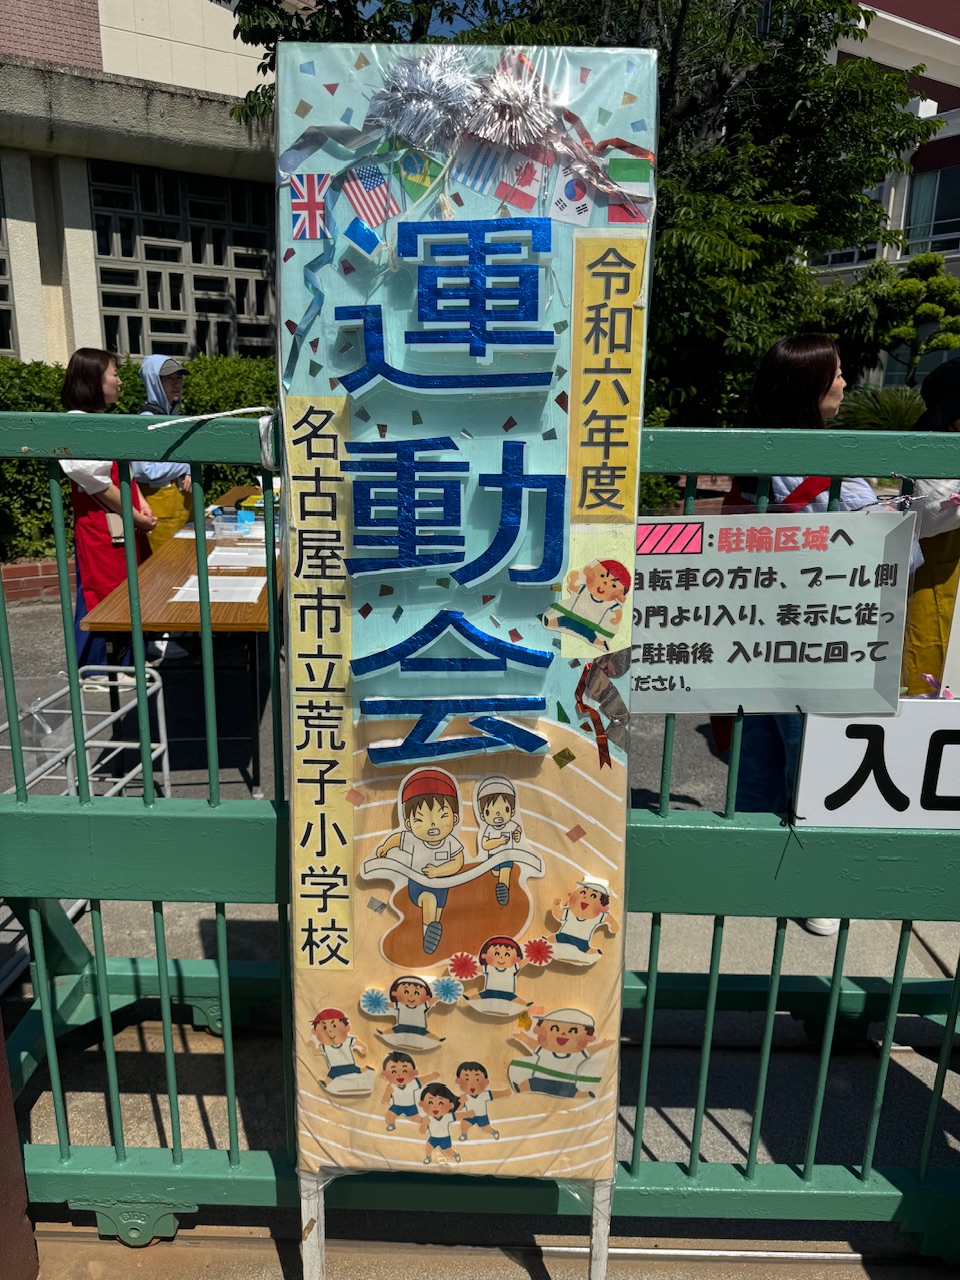 令和六年度
運動会
名古屋市立荒子小学校
:駐輪区域へ
自転車の方は、プール側
の門より入り、表示に従っ
て駐輪後 入り口に回って
ください。
入口